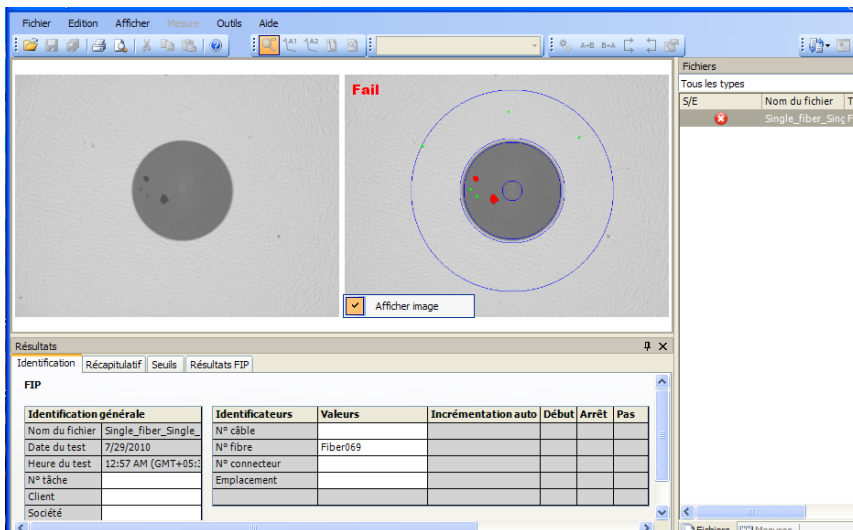 Fichier Edition Afficher Mesure Outils Aide
A1 A2 A+B B+A
Fichiers
Tous les types
S/E Nom du fichier T
Single_fiber_Sing F
Fail
Afficher image
Résultats
Identification Récapitulatif Seuils Résultats FIP
FIP
Identification générale Identificateurs Valeurs Incrémentation auto Début Arrêt Pas
Nom du fichier Single_fiber_Single_ N° câble
Date du test 7/29/2010 N° fibre Fiber069
Heure du test 12:57 AM (GMT+05:3 N° connecteur
N° tâche Emplacement
Client
Société
Fichiers Mesures